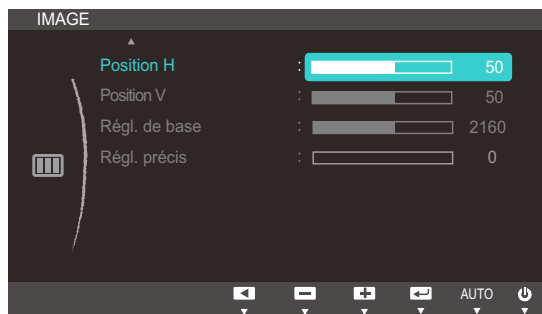 IMAGE
Position H : 50
Position V : 50
Régl. de base : 2160
Régl. précis : 0
AUTO